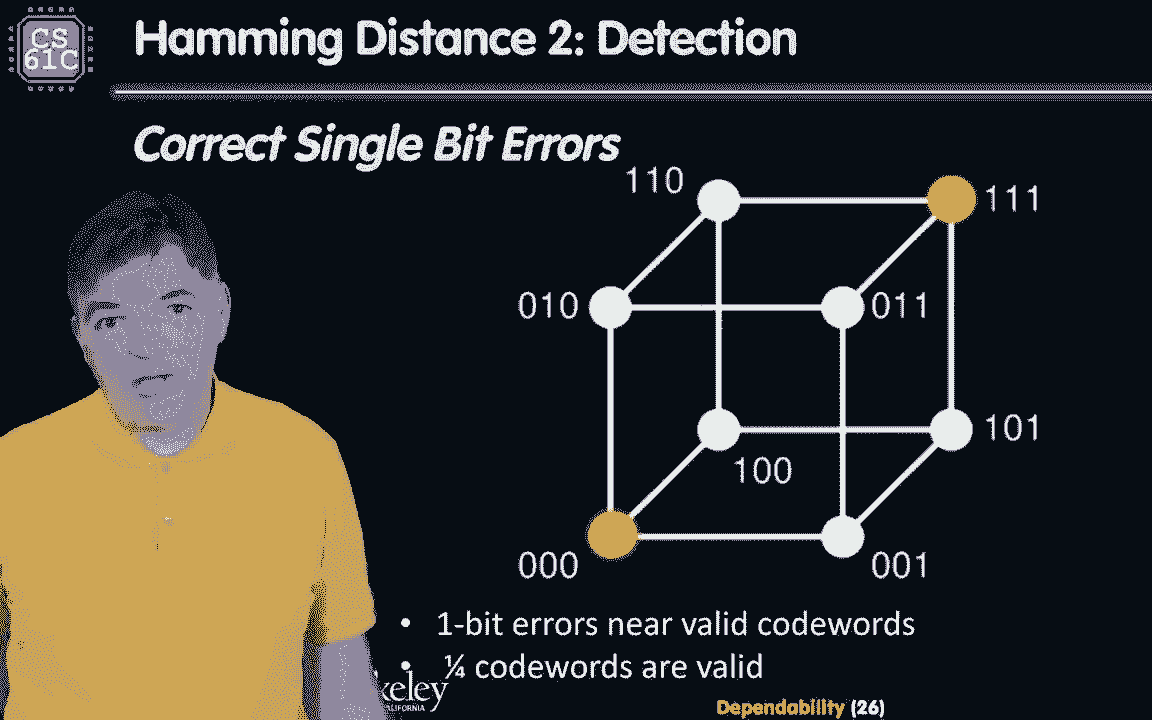 CS
61C
Hamming Distance 2: Detection
Correct Single Bit Errors
110
111
010
011
100
101
000
001
• 1-bit errors near valid codewords
• ¼ codewords are valid
keley
CALIFORNIA
Dependability (26)